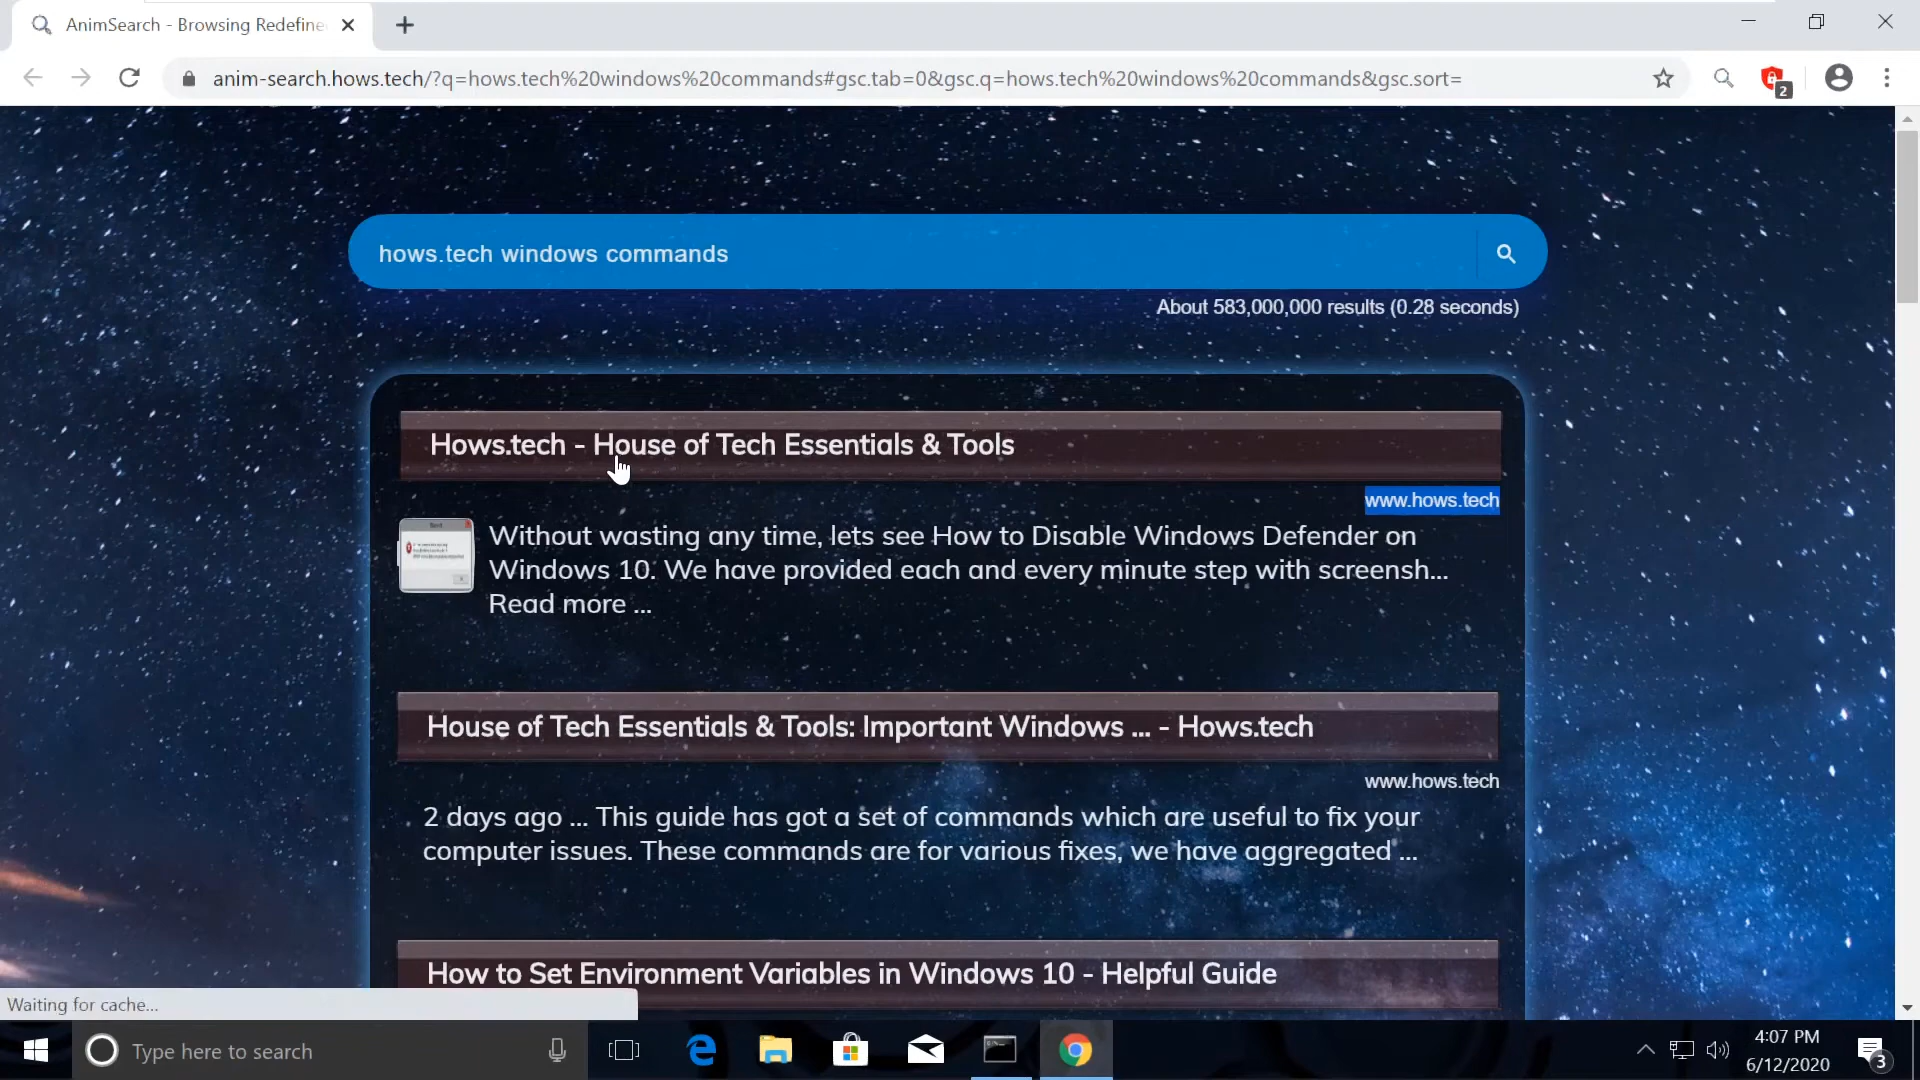 AnimSearch - Browsing Redefine
anim-search.hows.tech/?q=hows.tech%20windows%20commands#gsc.tab=0&gsc.q=hows.tech%20windows%20commands&gsc.sort=
2
hows.tech windows commands
About 583,000,000 results (0.28 seconds)
Hows.tech - House of Tech Essentials & Tools
www.hows.tech
Without wasting any time, lets see How to Disable Windows Defender on
Windows 10. We have provided each and every minute step with screensh...
Read more ...
House of Tech Essentials & Tools: Important Windows ... - Hows.tech
www.hows.tech
2 days ago ... This guide has got a set of commands which are useful to fix your
computer issues. These commands are for various fixes, we have aggregated ...
How to Set Environment Variables in Windows 10 - Helpful Guide
Waiting for cache...
Type here to search
4:07 PM
6/12/2020
3